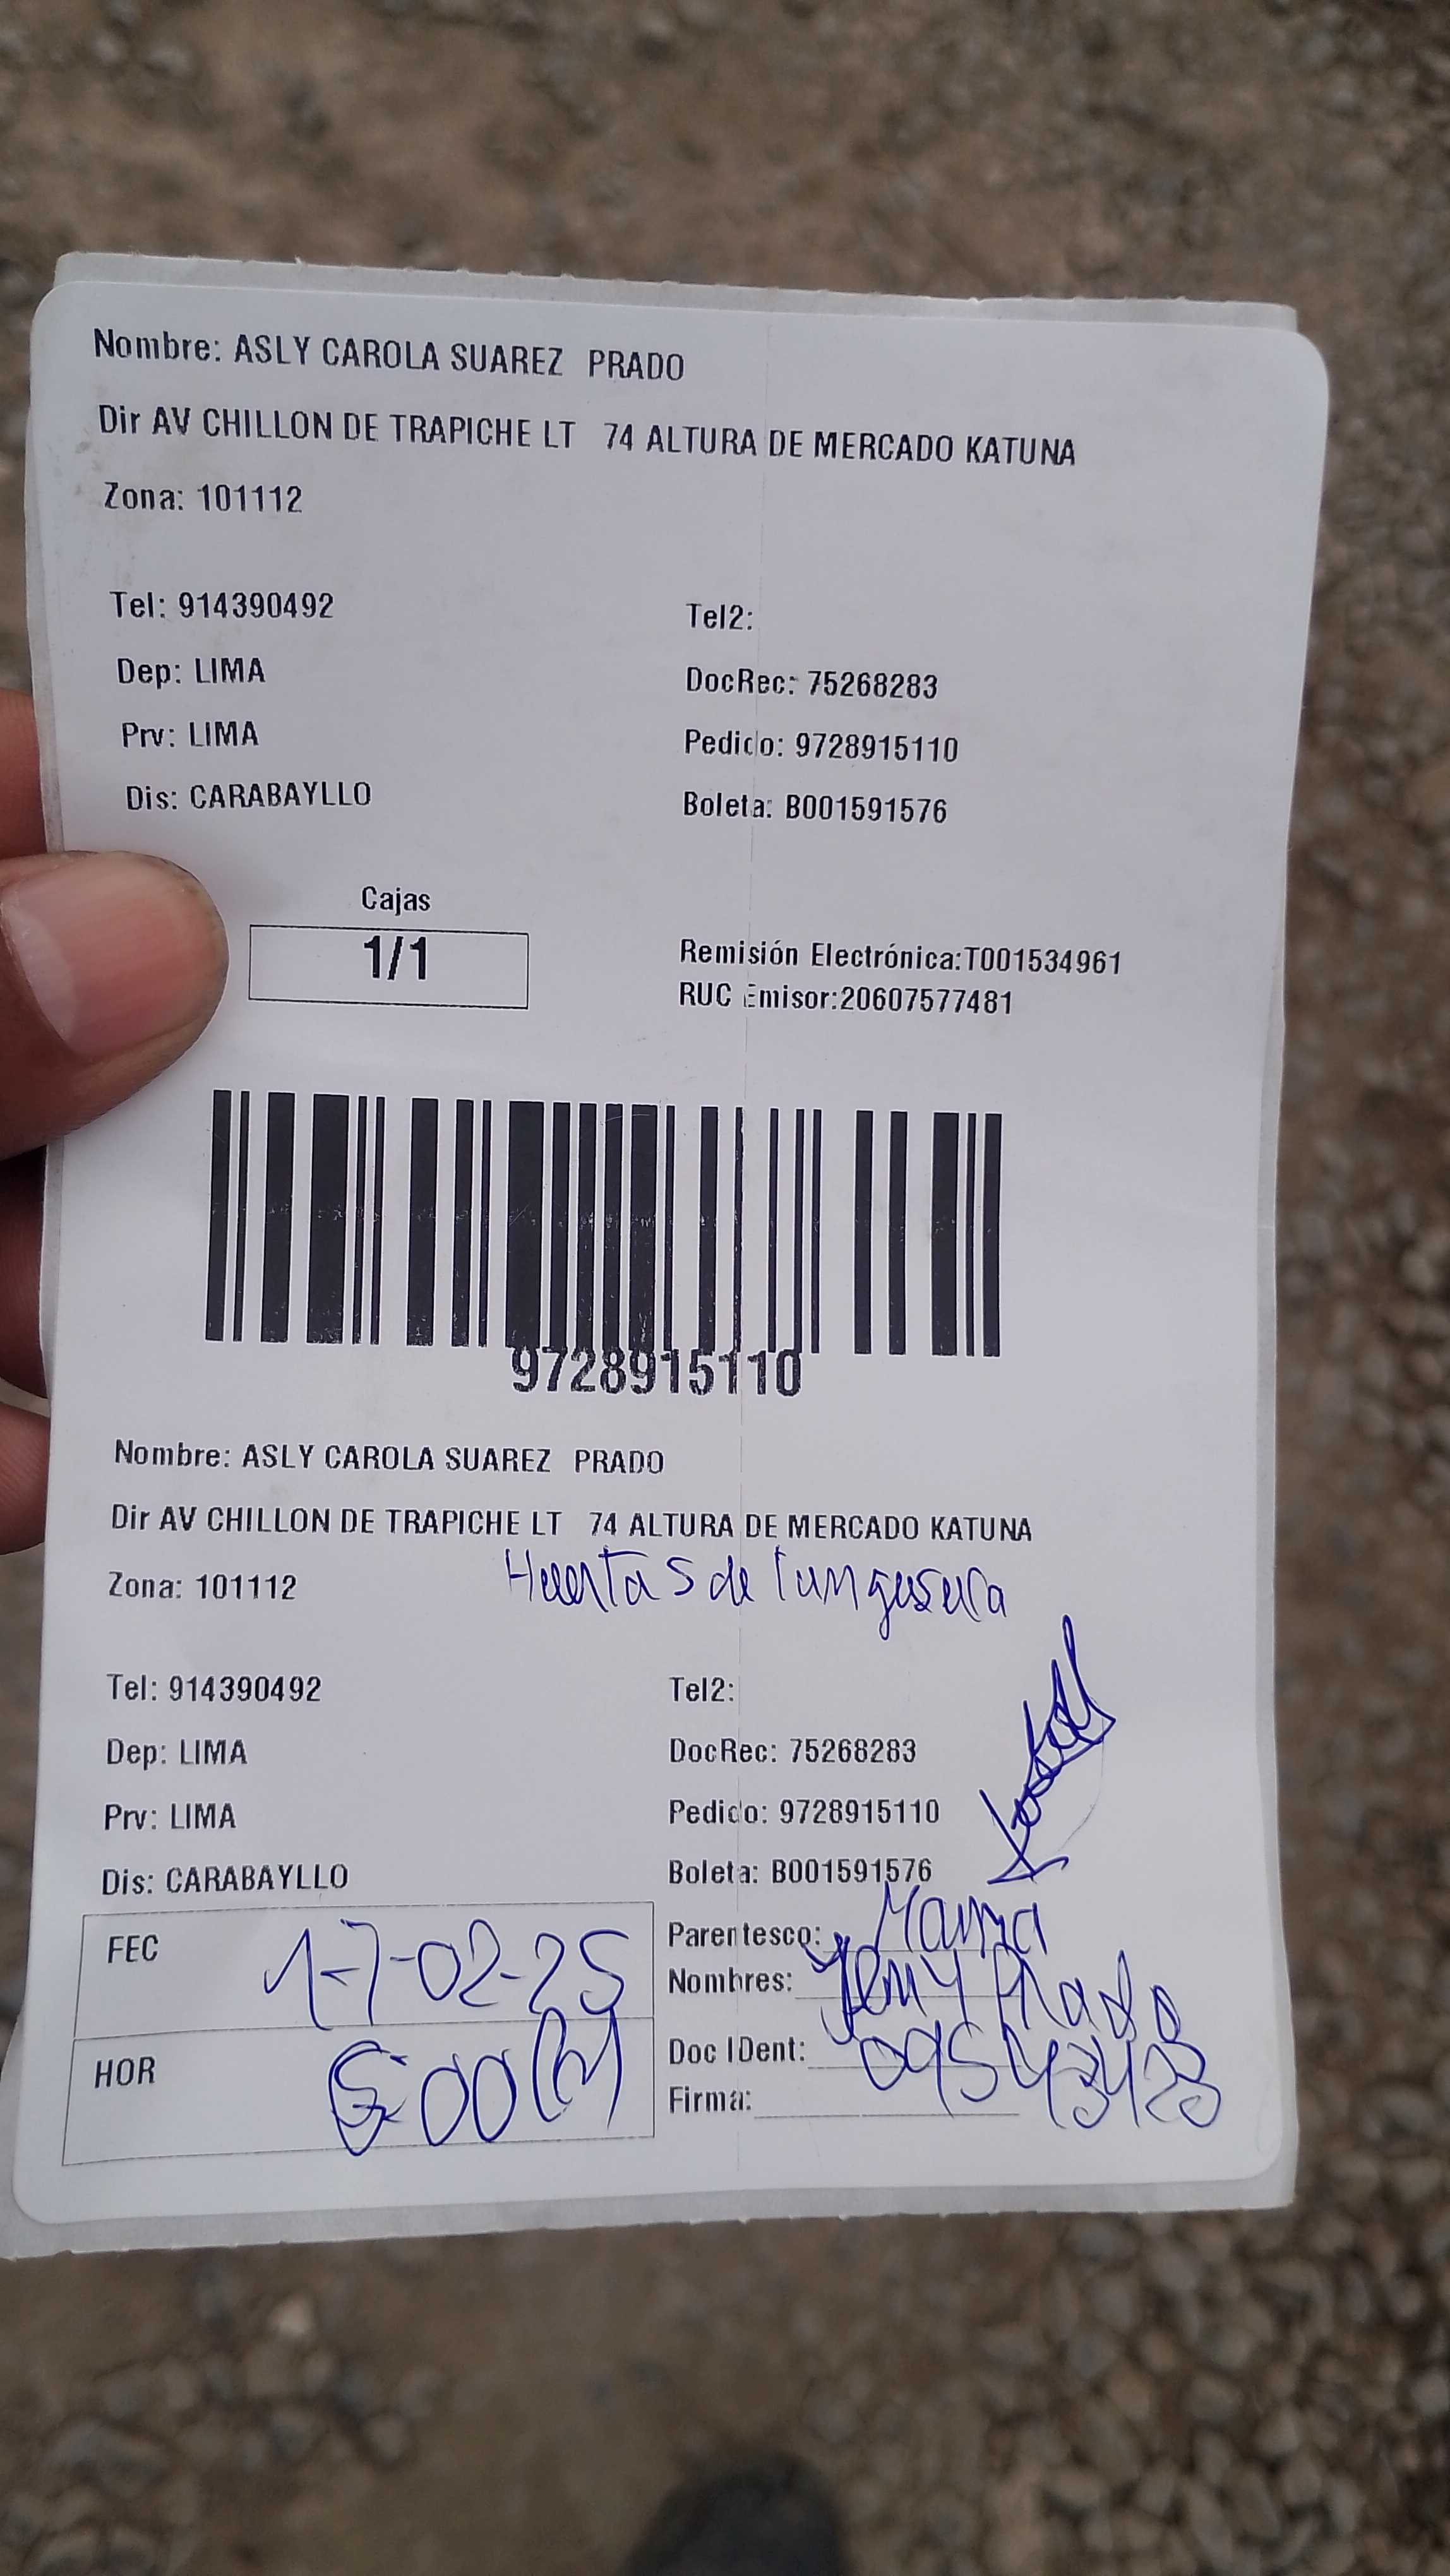 Nombre: ASLY CAROLA SUAREZ PRADO
Dir AV CHILLON DE TRAPICHE LT 74 ALTURA DE MERCADO KATUNA
Zona: 101112
Tel: 914390492 Tel2:
Dep: LIMA DocRec: 75268283
Prv: LIMA Pedido: 9728915110
Dis: CARABAYLLO Boleta: B001591576
Cajas
1/1
Remisión Electrónica:T001534961
RUC Emisor:20607577481
9728915110
Nombre: ASLY CAROLA SUAREZ PRADO
Dir AV CHILLON DE TRAPICHE LT 74 ALTURA DE MERCADO KATUNA
Zona: 101112 Huertas de
Tel: 914390492 Tel2:
Dep: LIMA DocRec: 75268283
Prv: LIMA Pedido: 9728915110
Dis: CARABAYLLO Boleta: B001591576
FEC 17-02-25
HOR
Parentesco: Mama
Nombres: Yeny Prado
Doc IDent:
Firma: